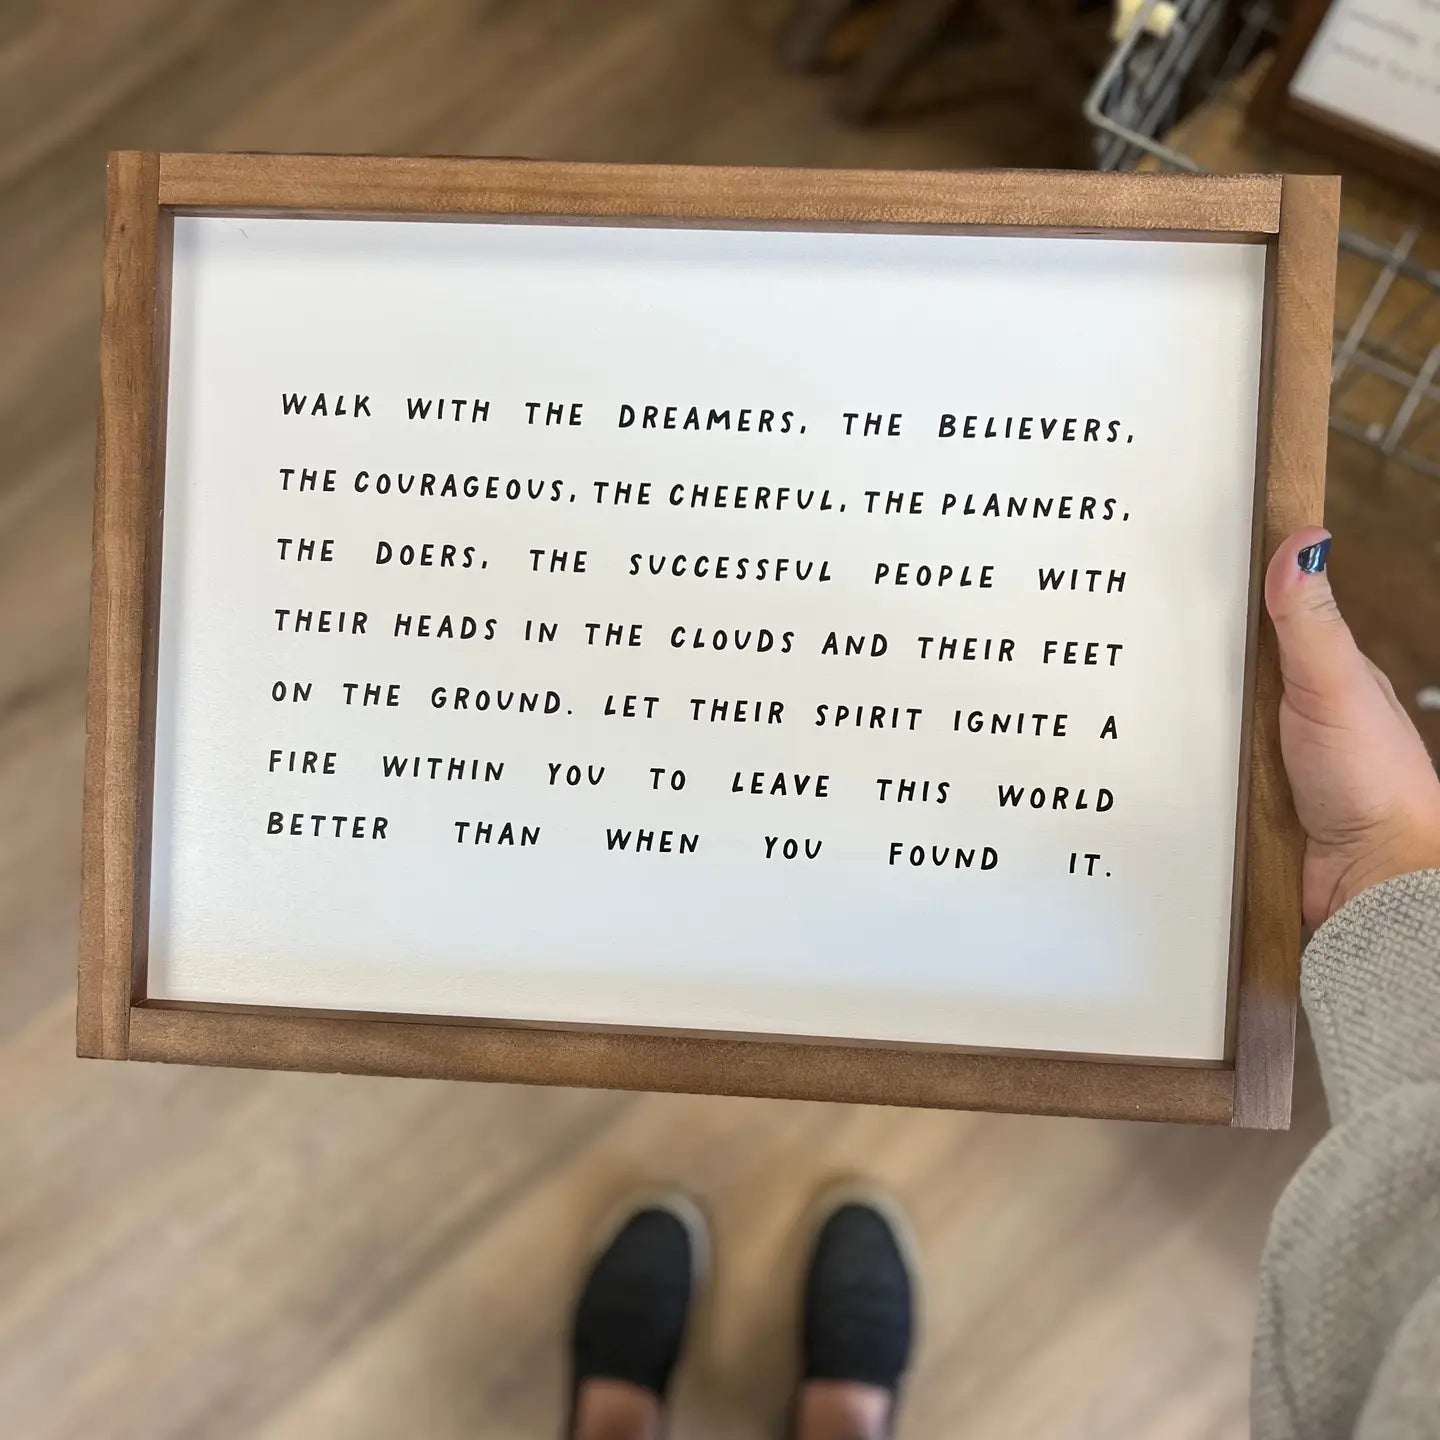 WALK WITH THE DREAMERS, THE BELIEVERS,
THE COURAGEOUS, THE CHEERFUL, THE PLANNERS,
THE DOERS, THE SUCCESSFUL PEOPLE WITH
THEIR HEADS IN THE CLOUDS AND THEIR FEET
ON THE GROUND. LET THEIR SPIRIT IGNITE A
FIRE WITHIN YOU TO LEAVE THIS WORLD
BETTER THAN WHEN YOU FOUND IT.